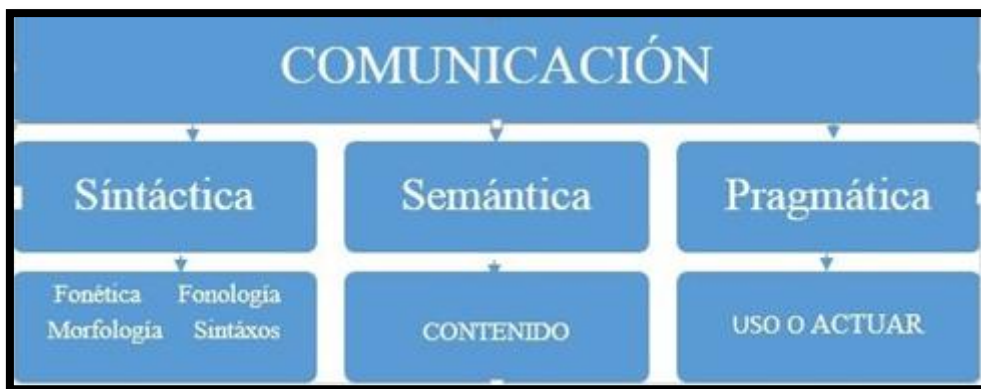 COMUNICACIÓN
Síntáctica
Semántica
Pragmática
Fonética Fonología
Morfología Sintáxos
CONTENIDO
USO O ACTUAR